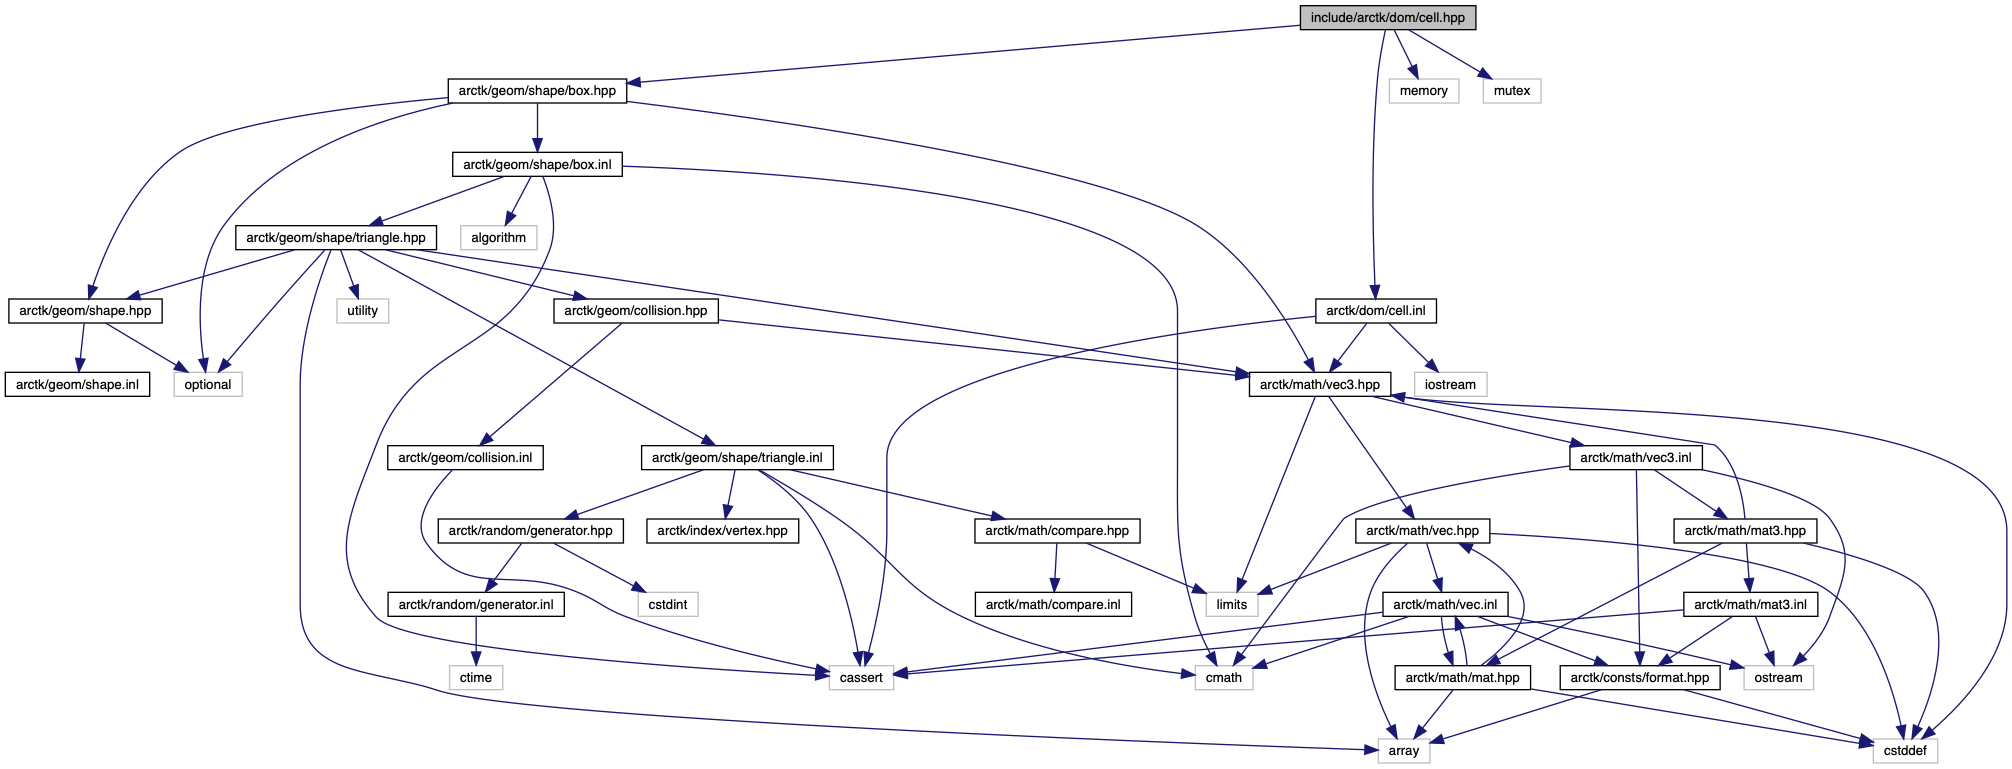 include/arctk/dom/cell.hpp
arctk/geom/shape/box.hpp
memory
mutex
arctk/geom/shape/box.inl
arctk/geom/shape/triangle.hpp
algorithm
arctk/geom/shape.hpp
utility
arctk/geom/collision.hpp
arctk/dom/cell.inl
arctk/geom/shape.inl
optional
arctk/math/vec3.hpp
iostream
arctk/geom/collision.inl
arctk/geom/shape/triangle.inl
arctk/math/vec3.inl
arctk/random/generator.hpp
arctk/index/vertex.hpp
arctk/math/compare.hpp
arctk/math/vec.hpp
arctk/math/mat3.hpp
arctk/random/generator.inl
cstdint
arctk/math/compare.inl
limits
arctk/math/vec.inl
arctk/math/mat3.inl
ctime
cassert
cmath
arctk/math/mat.hpp
arctk/consts/format.hpp
ostream
array
cstddef